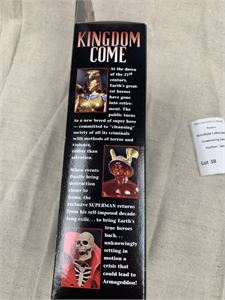 KINGDOM
COME
At the dawn
of the 21st
century,
Earth's great-
est heroes
have gone
into retire-
ment. The
public turns
to a new breed of super hero
— committed to "cleansing"
society of all its criminals
with methods of terror and
violence,
rather than
salvation.
When events
finally bring
destruction
closer to
home, the
reclusive SUPERMAN returns
from his self-imposed decade-
long exile . . . to bring Earth's
true heroes
back . . .
unknowingly
setting in
motion a
crisis that
could lead to
Armageddon!
Lot 38